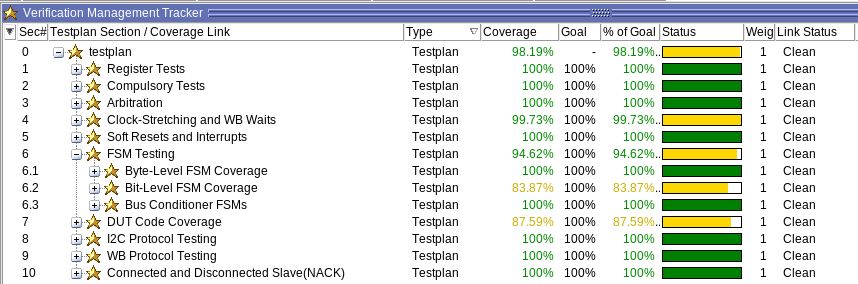 Verification Management Tracker
Sec# Testplan Section / Coverage Link Type Coverage Goal % of Goal Status Weig Link Status
0 testplan Testplan 98.19% - 98.19%.. 1 Clean
1 Register Tests Testplan 100% 100% 100% 1 Clean
2 Compulsory Tests Testplan 100% 100% 100% 1 Clean
3 Arbitration Testplan 100% 100% 100% 1 Clean
4 Clock-Stretching and WB Waits Testplan 99.73% 100% 99.73%.. 1 Clean
5 Soft Resets and Interrupts Testplan 100% 100% 100% 1 Clean
6 FSM Testing Testplan 94.62% 100% 94.62%.. 1 Clean
6.1 Byte-Level FSM Coverage Testplan 100% 100% 100% 1 Clean
6.2 Bit-Level FSM Coverage Testplan 83.87% 100% 83.87%.. 1 Clean
6.3 Bus Conditioner FSMs Testplan 100% 100% 100% 1 Clean
7 DUT Code Coverage Testplan 87.59% 100% 87.59%.. 1 Clean
8 I2C Protocol Testing Testplan 100% 100% 100% 1 Clean
9 WB Protocol Testing Testplan 100% 100% 100% 1 Clean
10 Connected and Disconnected Slave(NACK) Testplan 100% 100% 100% 1 Clean